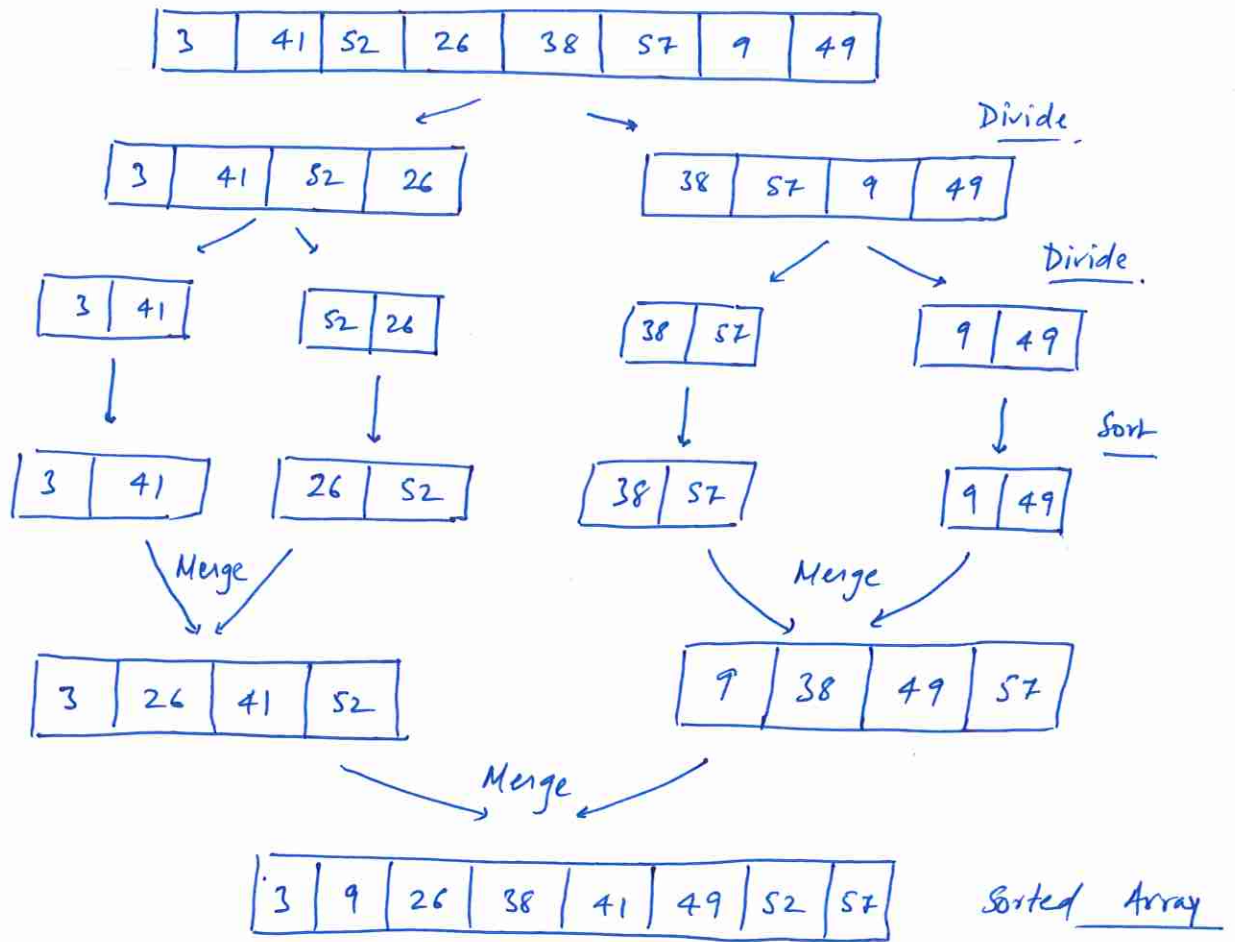 3 41 52 26 38 57 9 49
Divide.
3 41 52 26 38 57 9 49
Divide.
3 41 52 26 38 57 9 49
Sort
3 41 26 52 38 57 9 49
Merge Merge
3 26 41 52 9 38 49 57
Merge
3 9 26 38 41 49 52 57 Sorted Array